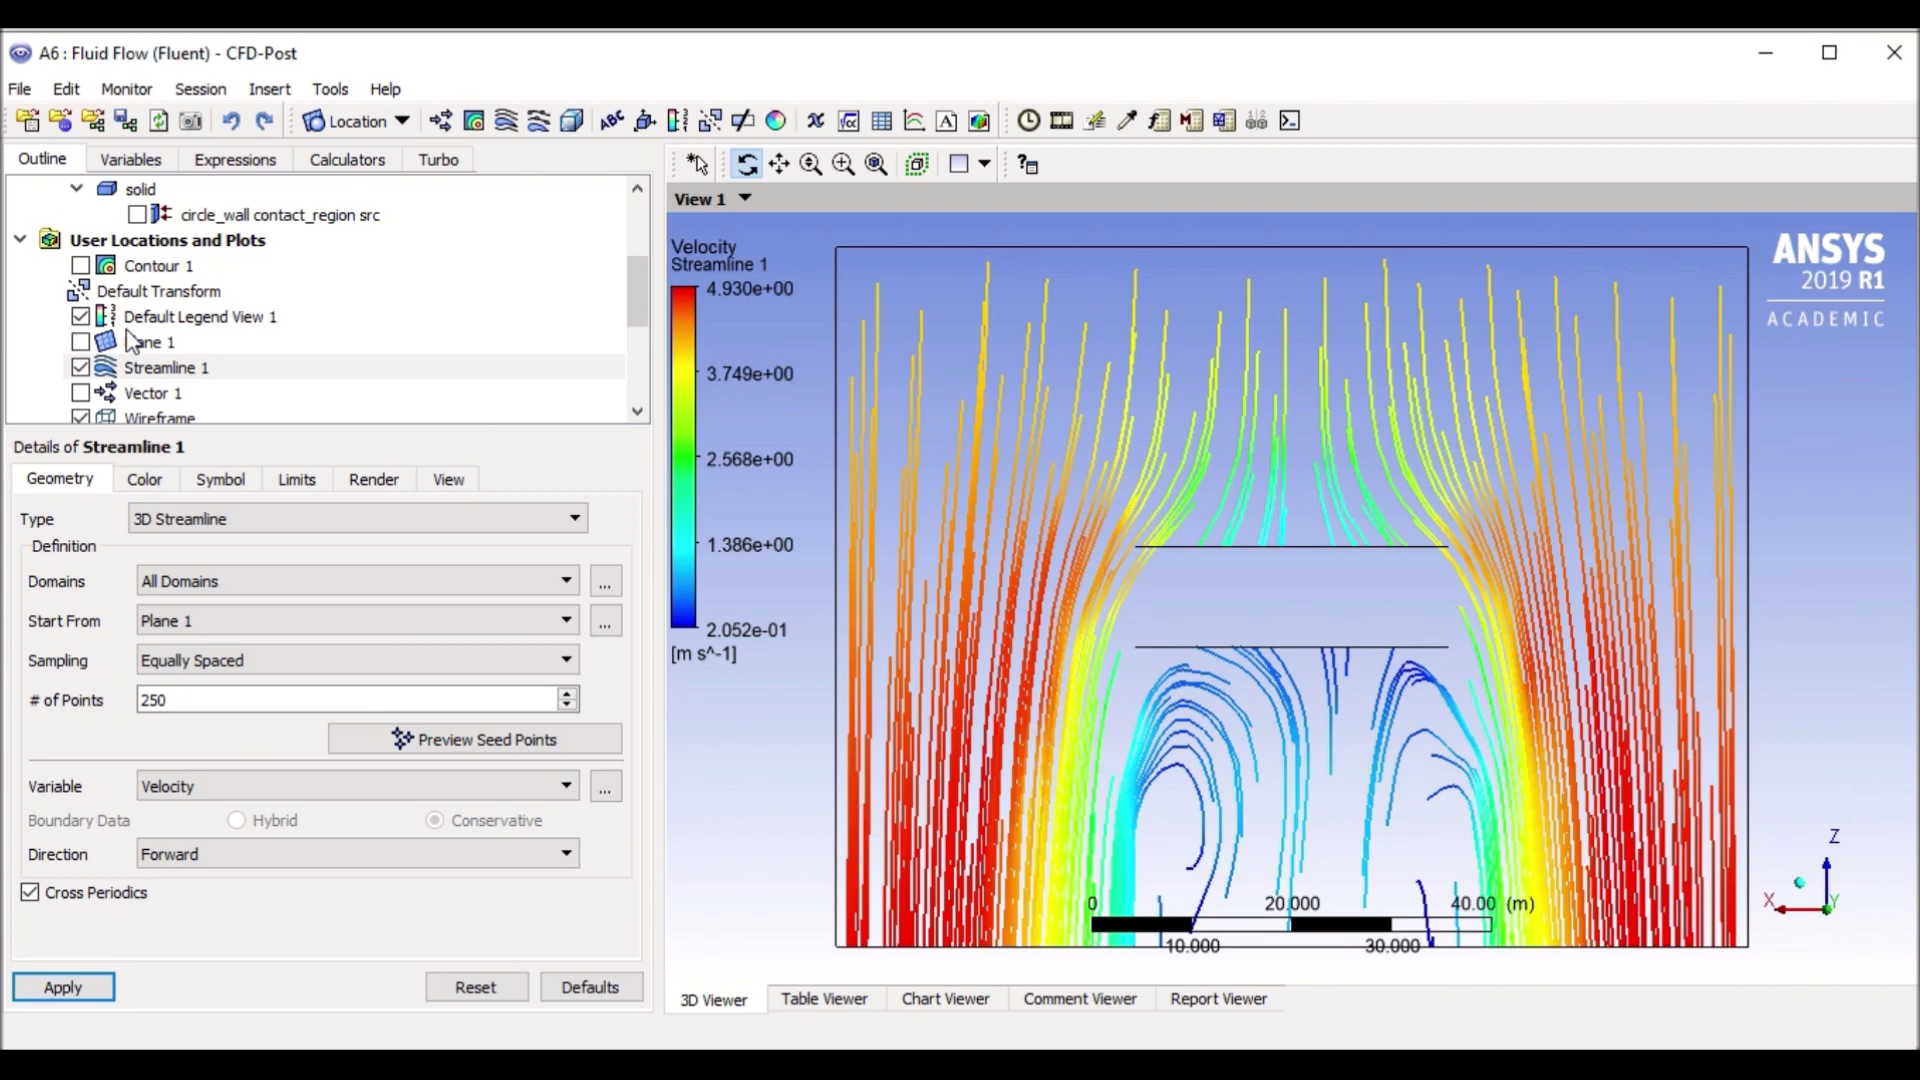 A6 : Fluid Flow (Fluent) - CFD-Post
File Edit Monitor Session Insert Tools Help
Location
Outline Variables Expressions Calculators Turbo
solid
circle_wall contact_region src
User Locations and Plots
Contour 1
Default Transform
Default Legend View 1
ane 1
Streamline 1
Vector 1
Wireframe
Details of Streamline 1
Geometry Color Symbol Limits Render View
Type 3D Streamline
Definition
Domains All Domains ...
Start From Plane 1 ...
Sampling Equally Spaced
# of Points 250
Preview Seed Points
Variable Velocity ...
Boundary Data Hybrid Conservative
Direction Forward
Cross Periodics
Apply Reset Defaults
View 1
Velocity
Streamline 1
4.930e+00
3.749e+00
2.568e+00
1.386e+00
2.052e-01
[m s^-1]
ANSYS
2019 R1
ACADEMIC
0 20.000 40.00 (m)
10.000 30.000
Z
X Y
3D Viewer Table Viewer Chart Viewer Comment Viewer Report Viewer